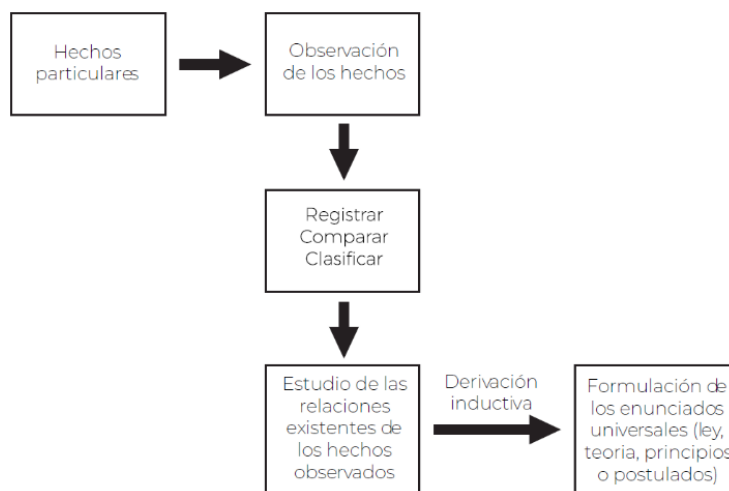 Hechos
particulares
Observación
de los hechos
Registrar
Comparar
Clasificar
Estudio de las
relaciones
existentes de
los hechos
observados
Derivación
inductiva
Formulación de
los enunciados
universales (ley,
teoria, principios
o postulados)